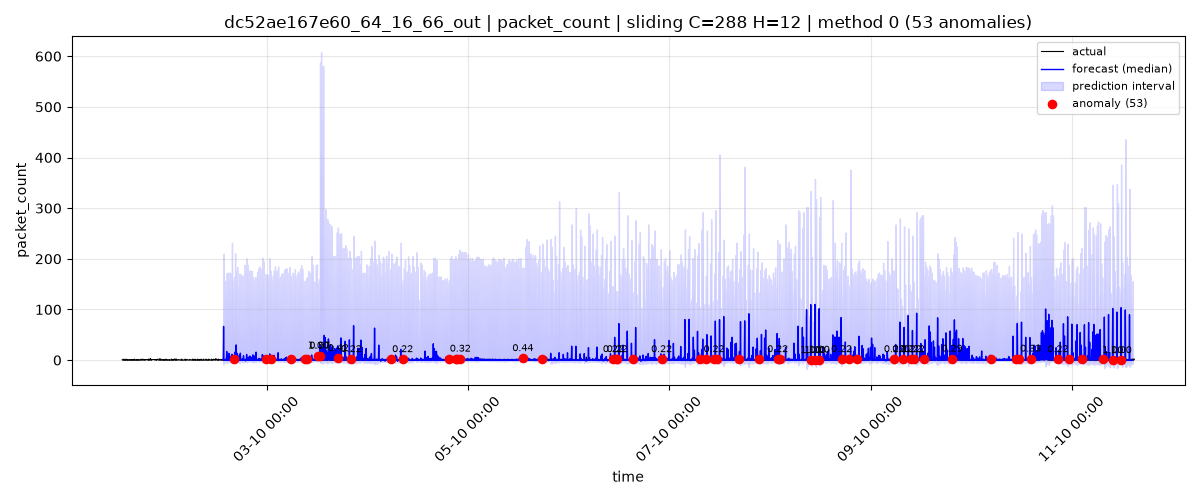 dc52ae167e60_64_16_66_out | packet_count | sliding C=288 H=12 | method 0 (53 anomalies)
actual
forecast (median)
prediction interval
anomaly (53)
packet_count
600
500
400
300
200
100
0
0.22
0.32
0.44
0.22
0.22
03-10 00:00
05-10 00:00
07-10 00:00
09-10 00:00
11-10 00:00
time